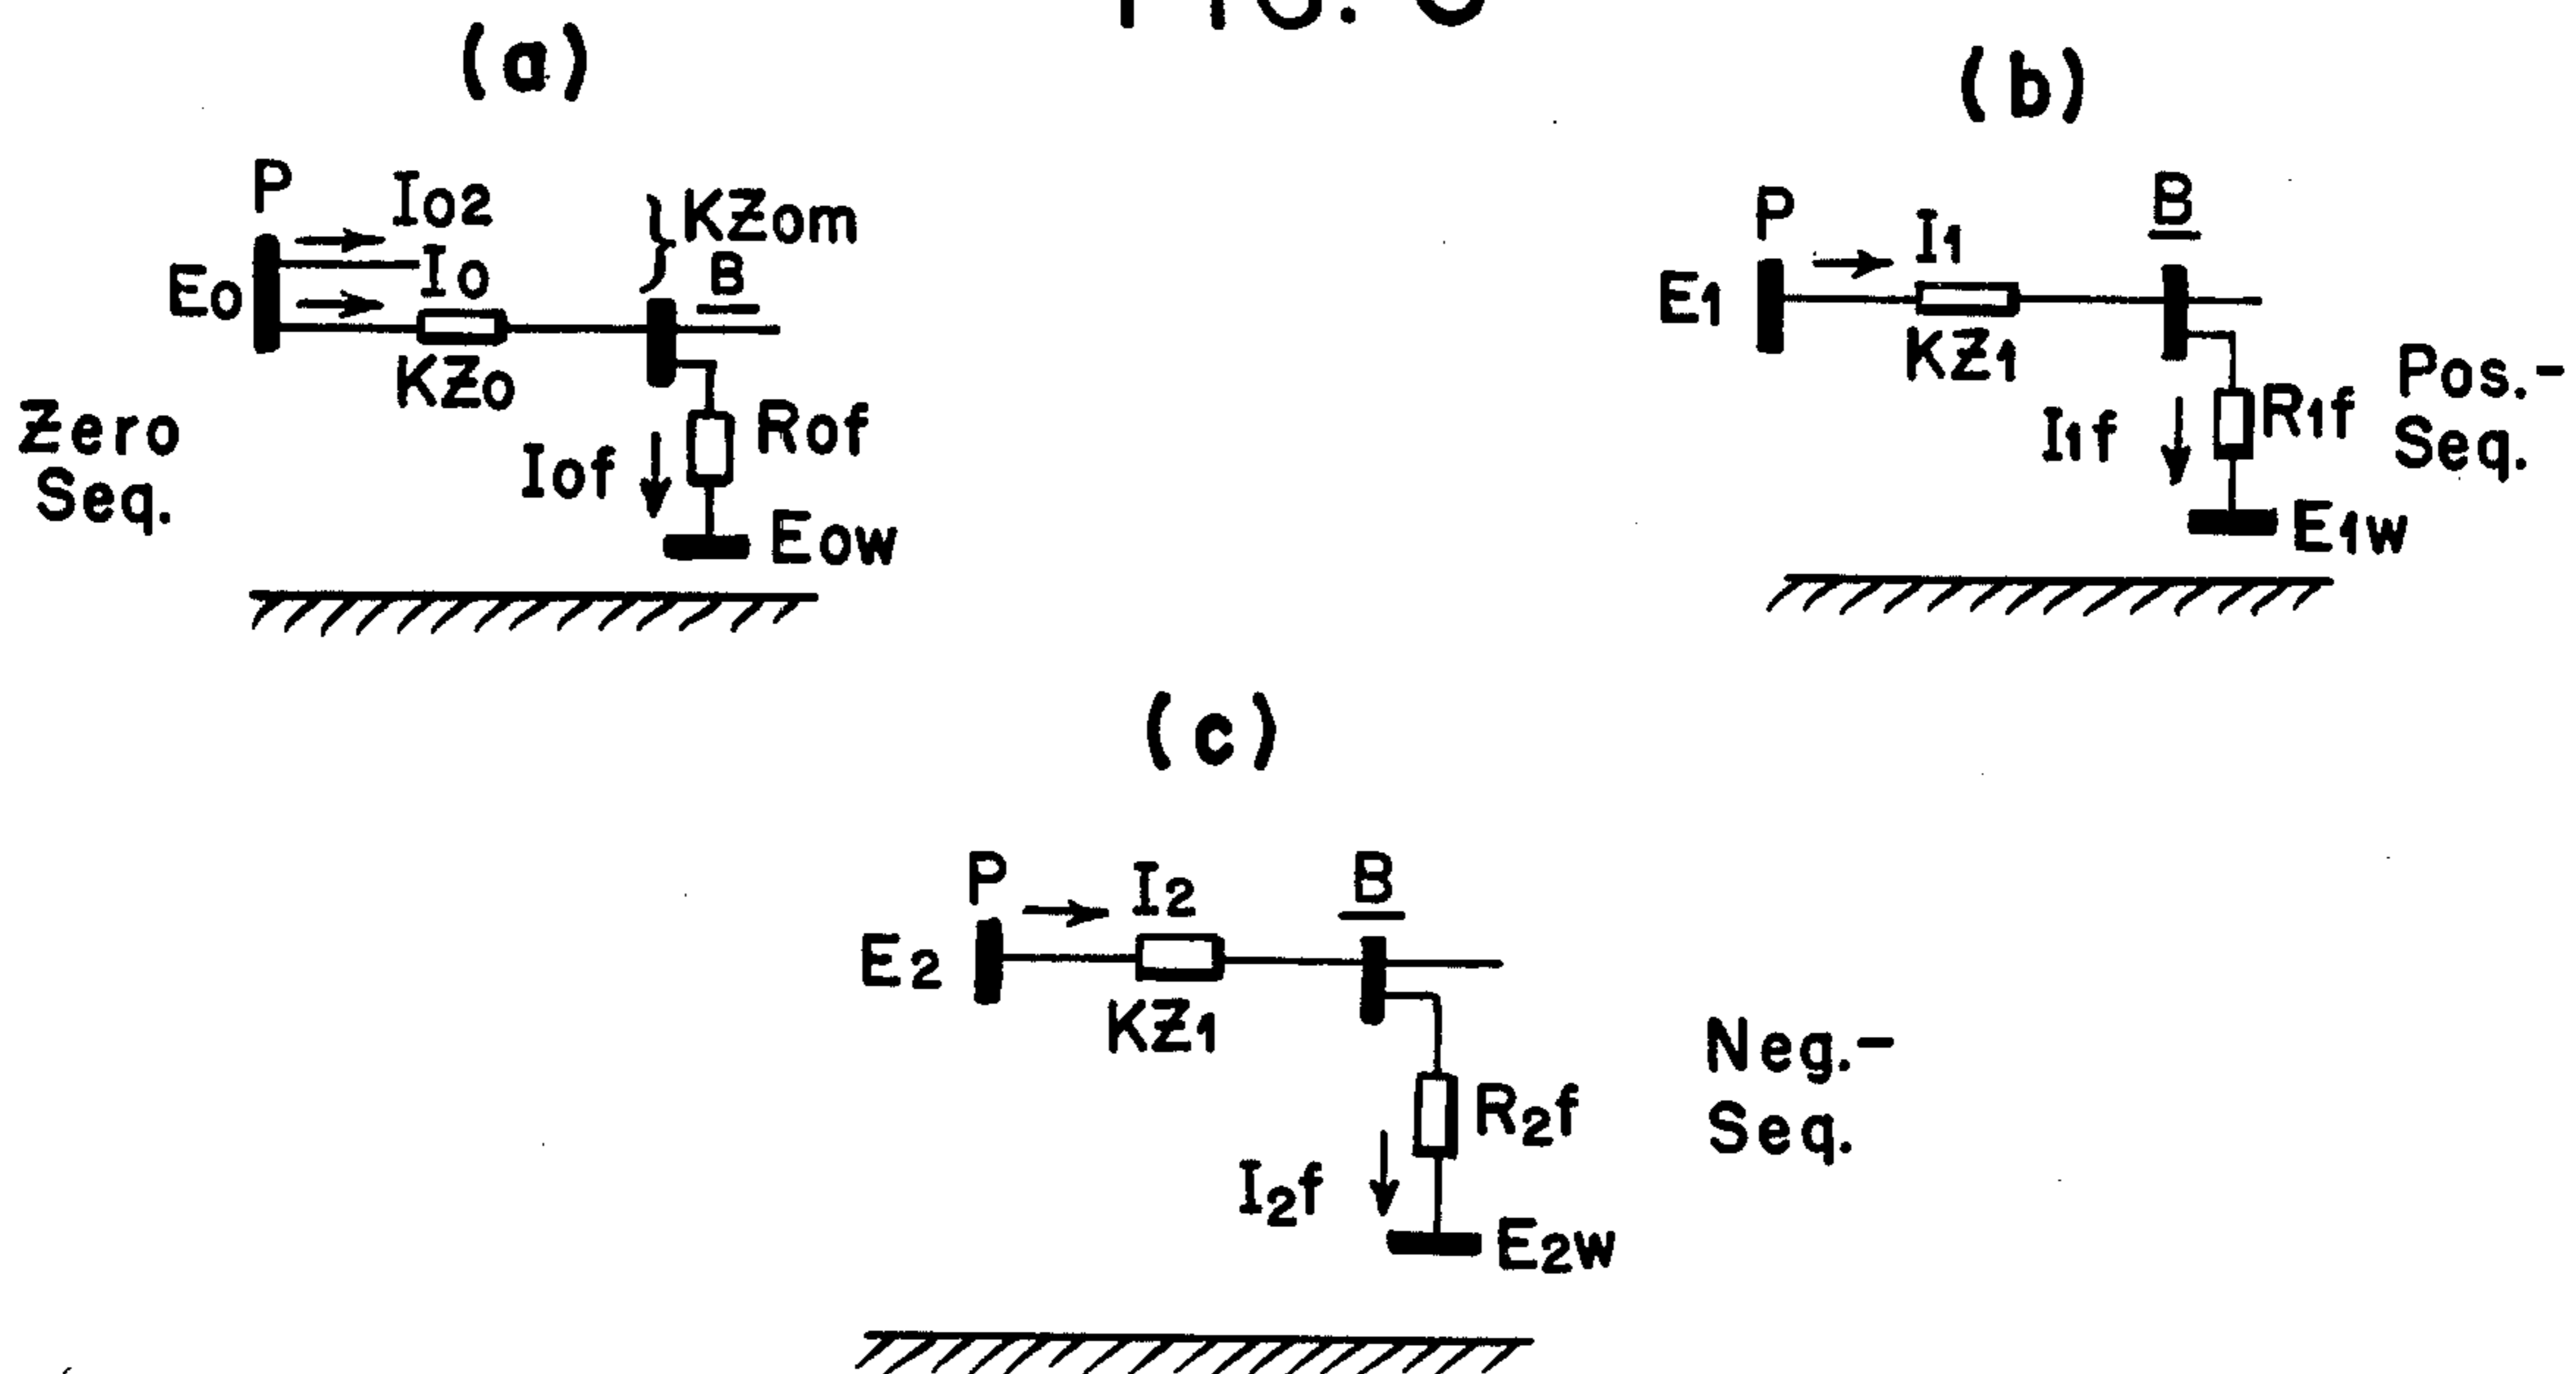 (a)
P
Io2
Io
Eo
}KZom
B
KZo
Rof
Iof
Eow
Zero
Seq.
(b)
P
I1
B
E1
KZ1
I1f
R1f
E1w
Pos.-
Seq.
(c)
P
I2
B
E2
KZ1
R2f
I2f
E2w
Neg.-
Seq.